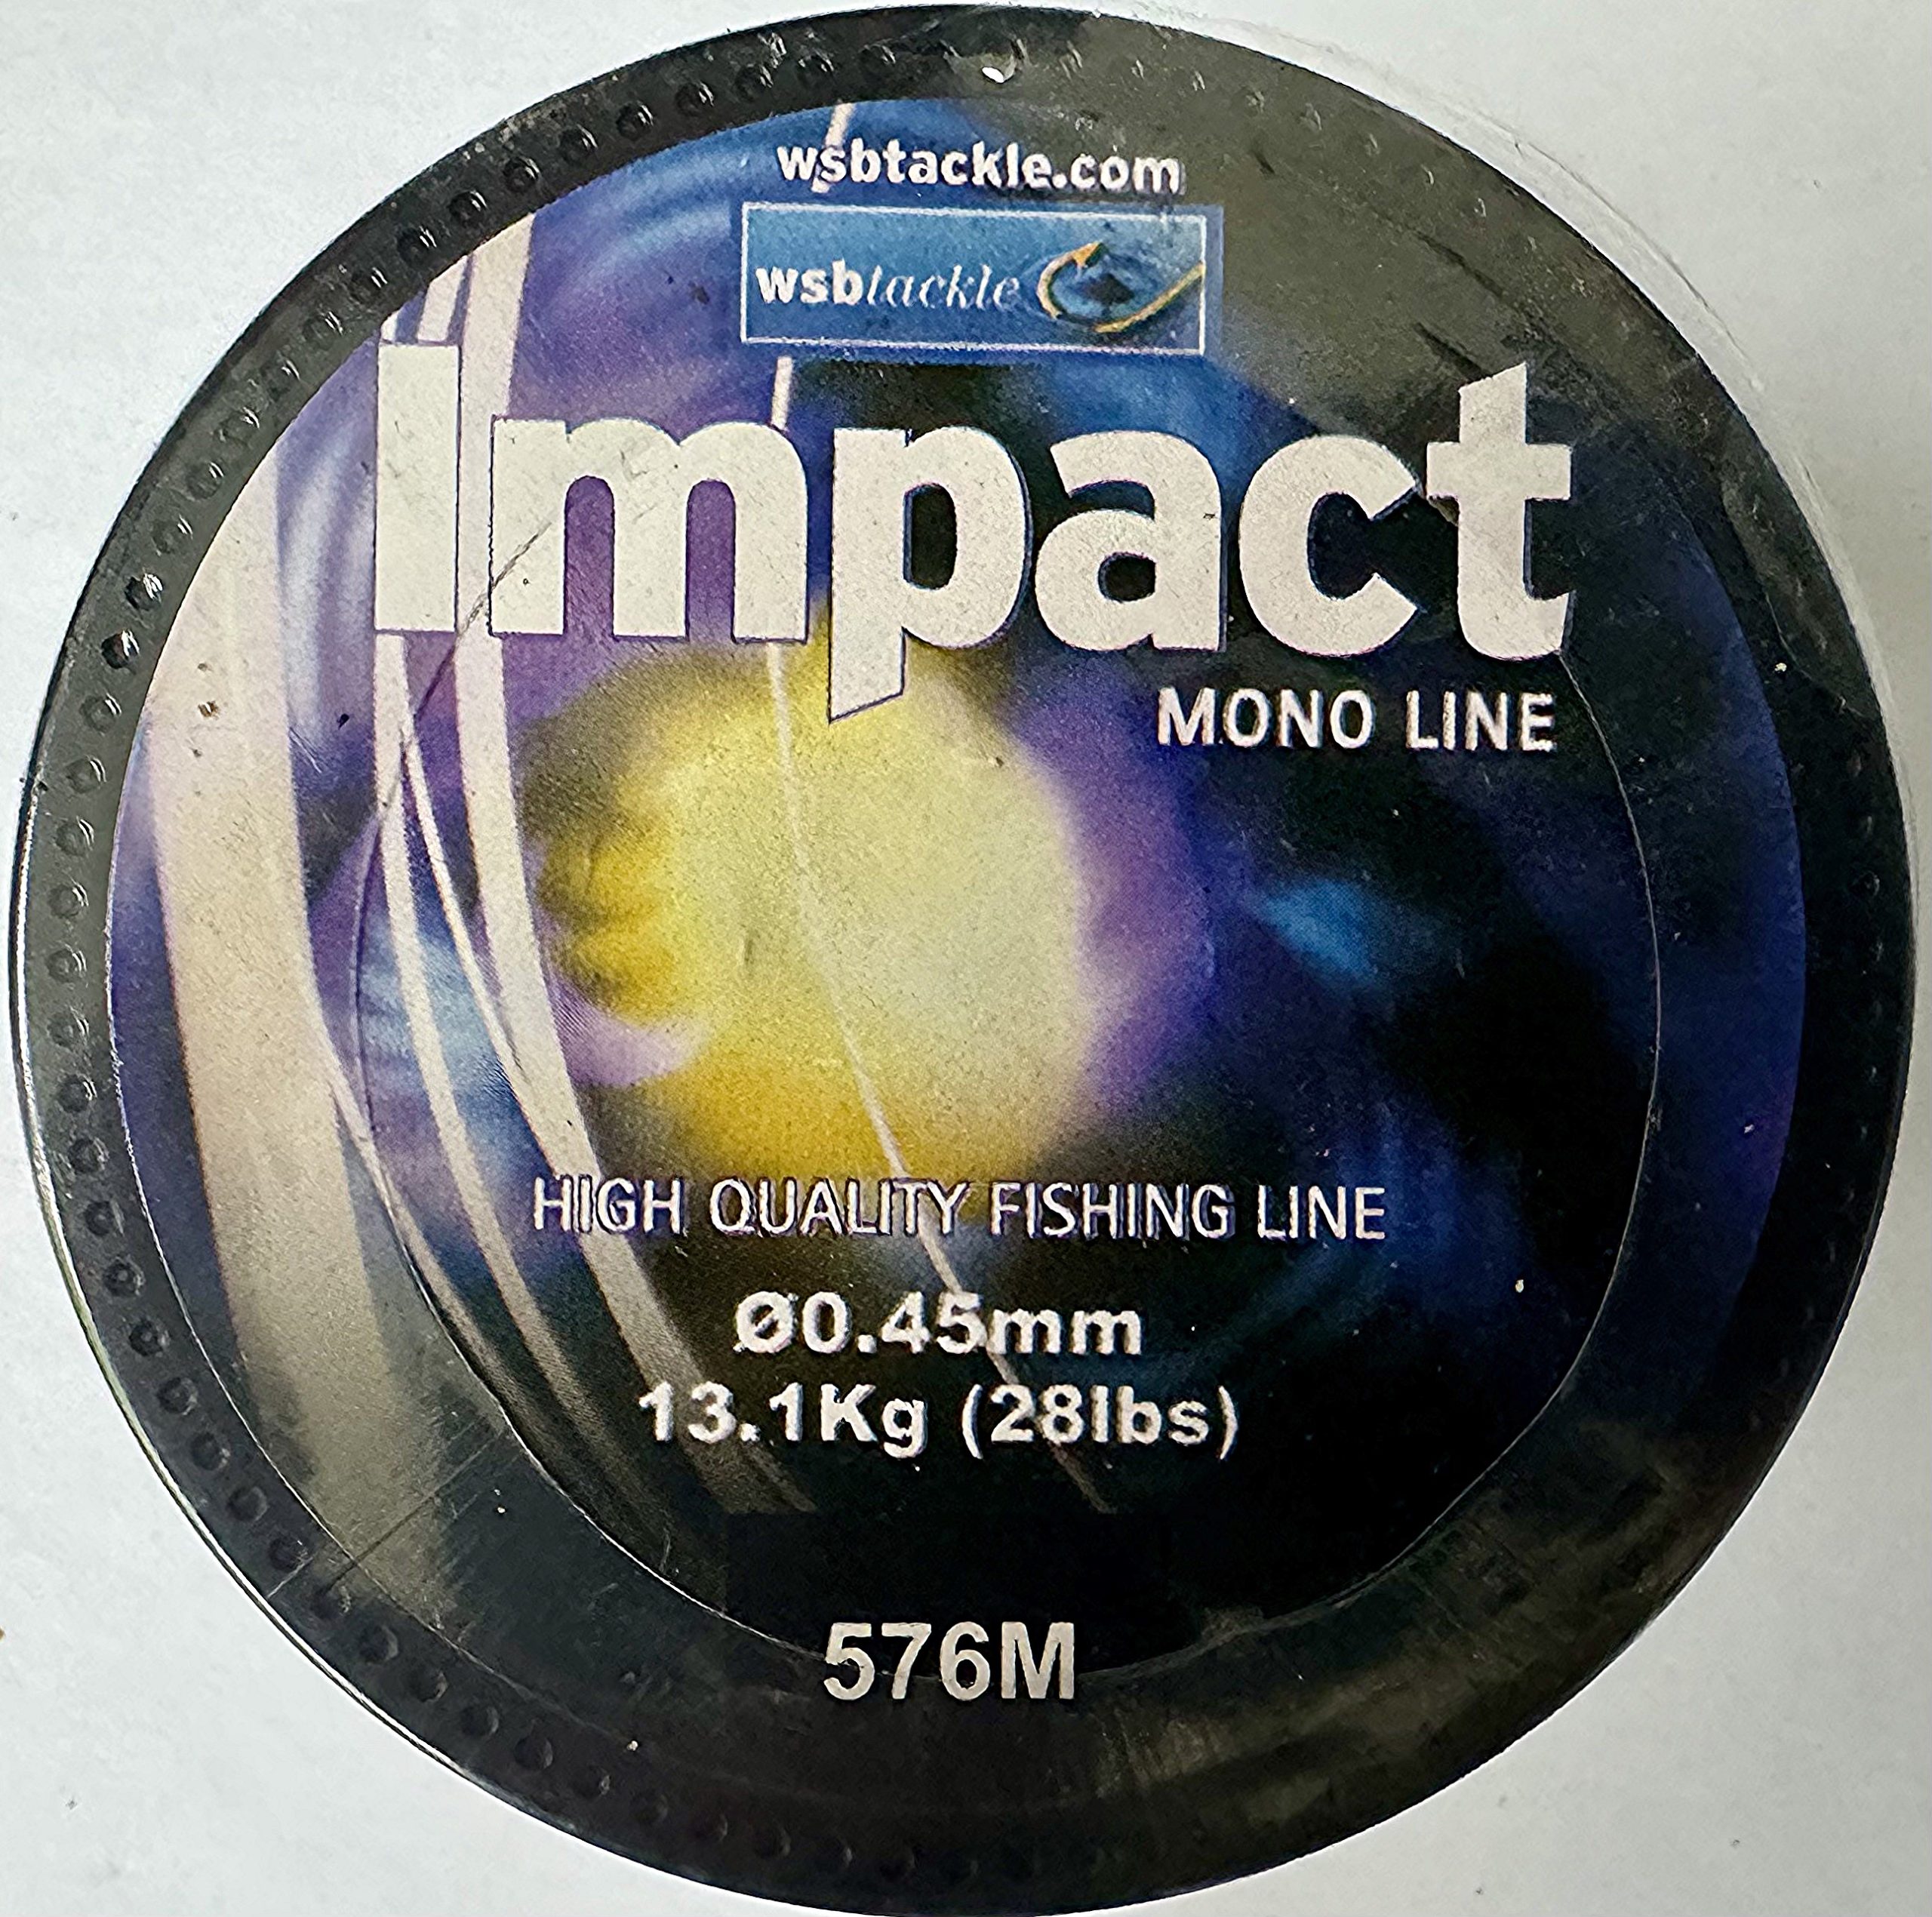 wsbtackle.com
wsbtackle
Impact
MONO LINE
HIGH QUALITY FISHING LINE
Ø0.45mm
13.1Kg (28lbs)
576M